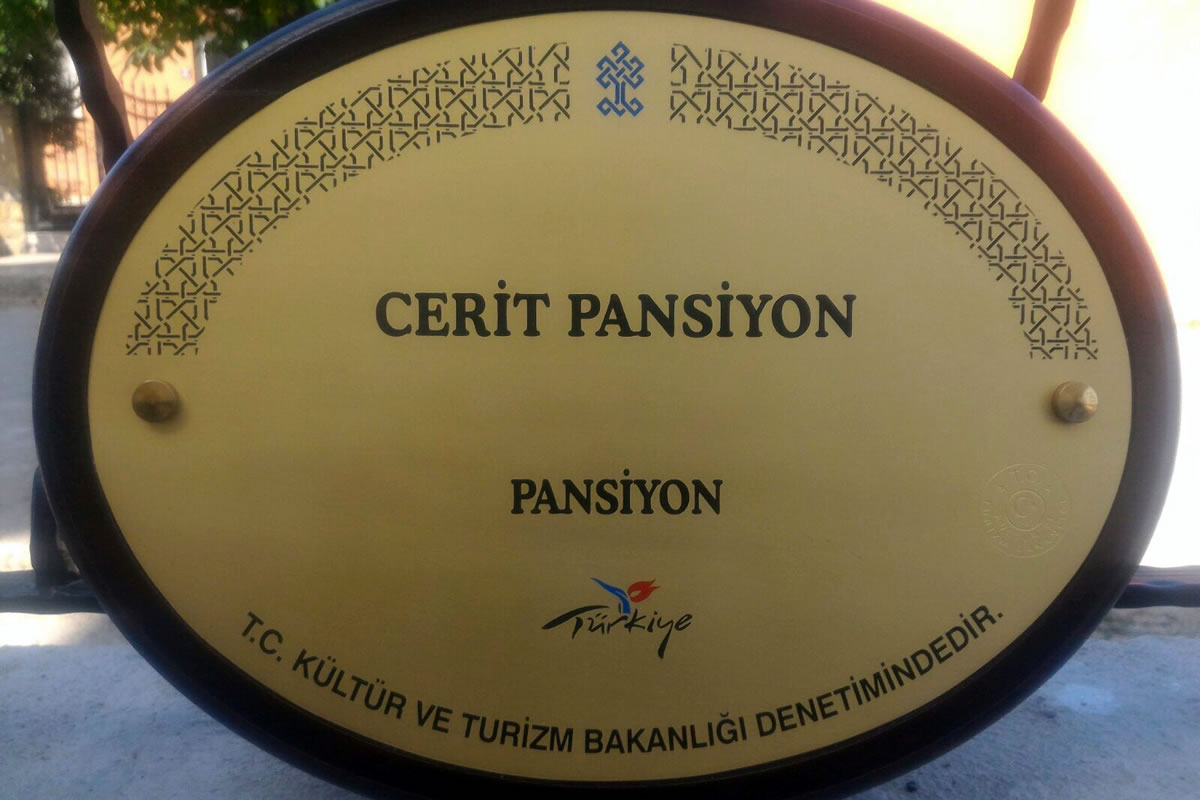 CERİT PANSİYON
PANSİYON
Türkiye
T.C. KÜLTÜR VE TURİZM BAKANLIĞI DENETİMİNDEDİR.